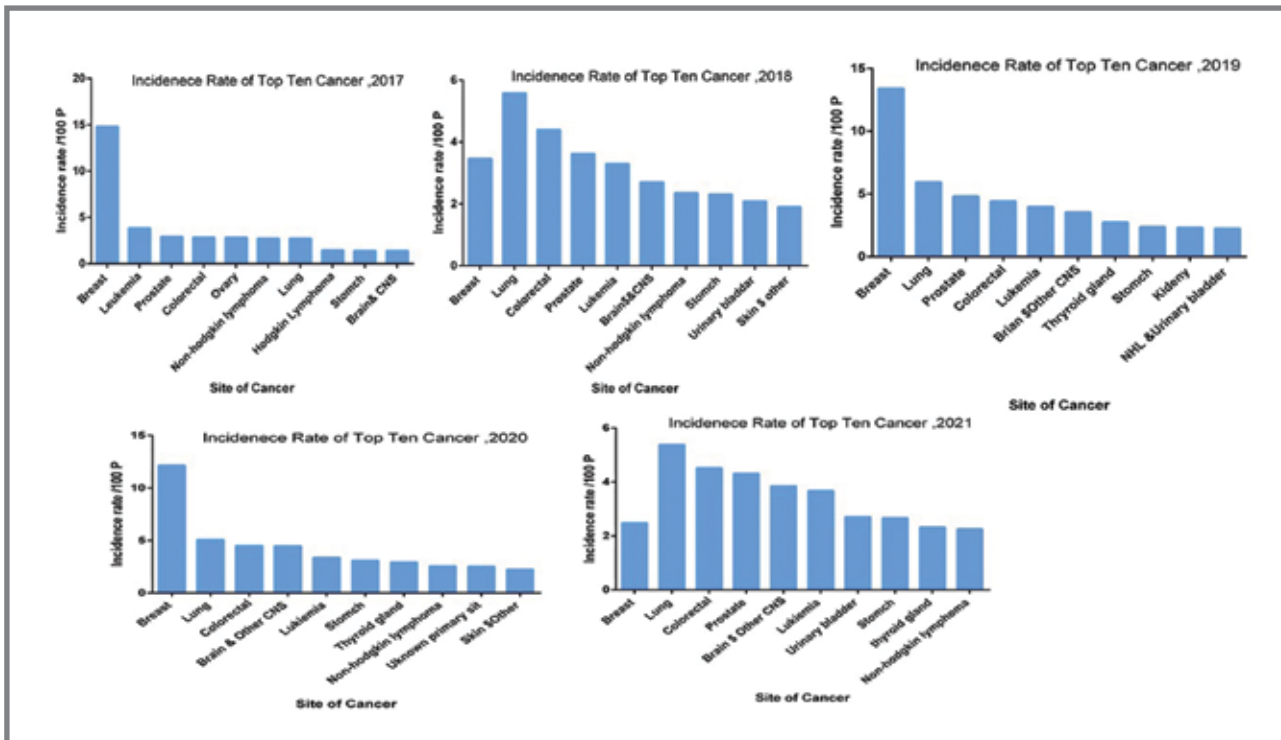 Incidenece Rate of Top Ten Cancer ,2017
Incidence rate /100 P
20
15
10
5
0
Breast
Leukemia
Prostate
Colorectal
Ovary
Non-hodgkin lymphoma
Lung
Hodgkin Lymphoma
Stomch
Brain& CNS
Site of Cancer
Incidenece Rate of Top Ten Cancer ,2018
Incidence rate /100 P
6
4
2
0
Breast
Lung
Colorectal
Prostate
Lukemia
Brain$&CNS
Non-hodgkin lymphoma
Stomch
Urinary bladdar
Skin $ other
Site of Cancer
Incidenece Rate of Top Ten Cancer ,2019
Incidence rate /100 P
15
10
5
0
Breast
Lung
Prostate
Colorectal
Lukemia
Brian $Other CNS
Thryroid gland
Stomch
Kideny
NHL &Urinary bladder
Site of Cancer
Incidenece Rate of Top Ten Cancer ,2020
Incidence rate /100 P
15
10
5
0
Breast
Lung
Colorectal
Brain & Other CNS
Lukiemia
Stomch
Thyroid gland
Non-hodgkin lymphoma
Uknown primary sit
Skin $Other
Site of Cancer
Incidenece Rate of Top Ten Cancer ,2021
Incidence rate /100 P
6
4
2
0
Breast
Lung
Colorectal
Prostate
Brain $ Other CNS
Lukiemia
Urinary bladder
Stomch
thyroid gland
Non-hodgkin lymphoma
Site of Cancer